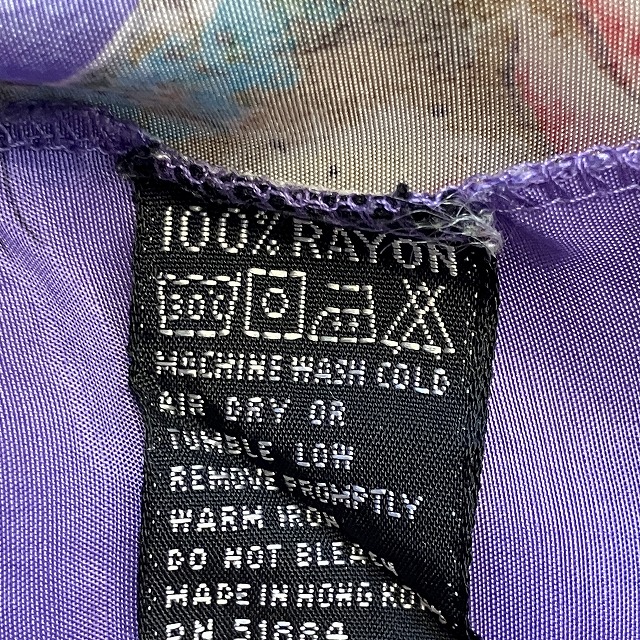 100% RAYON
MACHINE WASH COLD
AIR DRY OR
TUMBLE LOW
REMOVE PROMPTLY
WARM IRON
DO NOT BLEACH
MADE IN HONG KONG
RN 51884